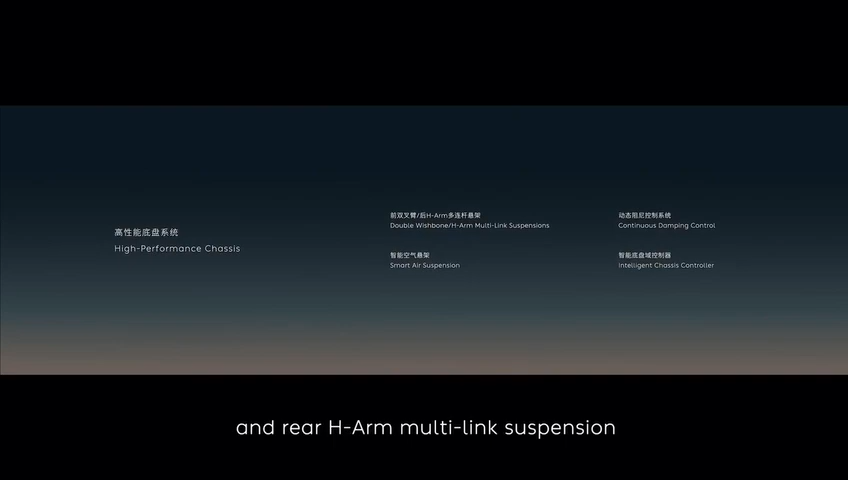 高性能底盘系统
High-Performance Chassis
前双叉臂/后H-Arm多连杆悬架
Double Wishbone/H-Arm Multi-Link Suspensions
智能空气悬架
Smart Air Suspension
动态阻尼控制系统
Continuous Damping Control
智能底盘域控制器
intelligent Chassis Controller
and rear H-Arm multi-link suspension